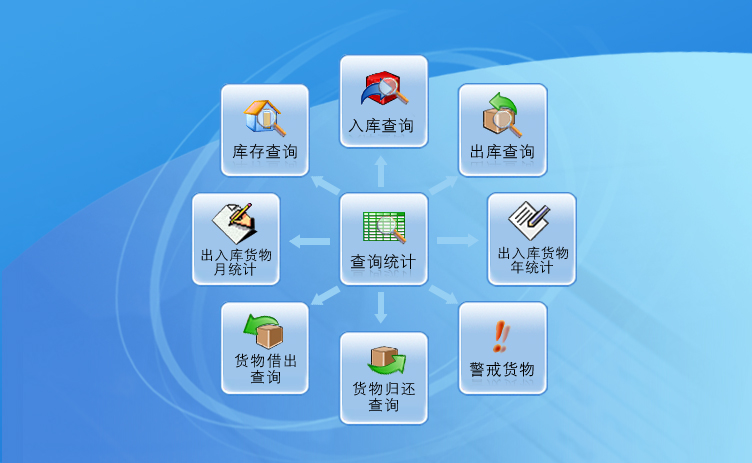 入库查询
库存查询
出库查询
出入库货物
月统计
查询统计
出入库货物
年统计
货物借出
查询
货物归还
查询
警戒货物